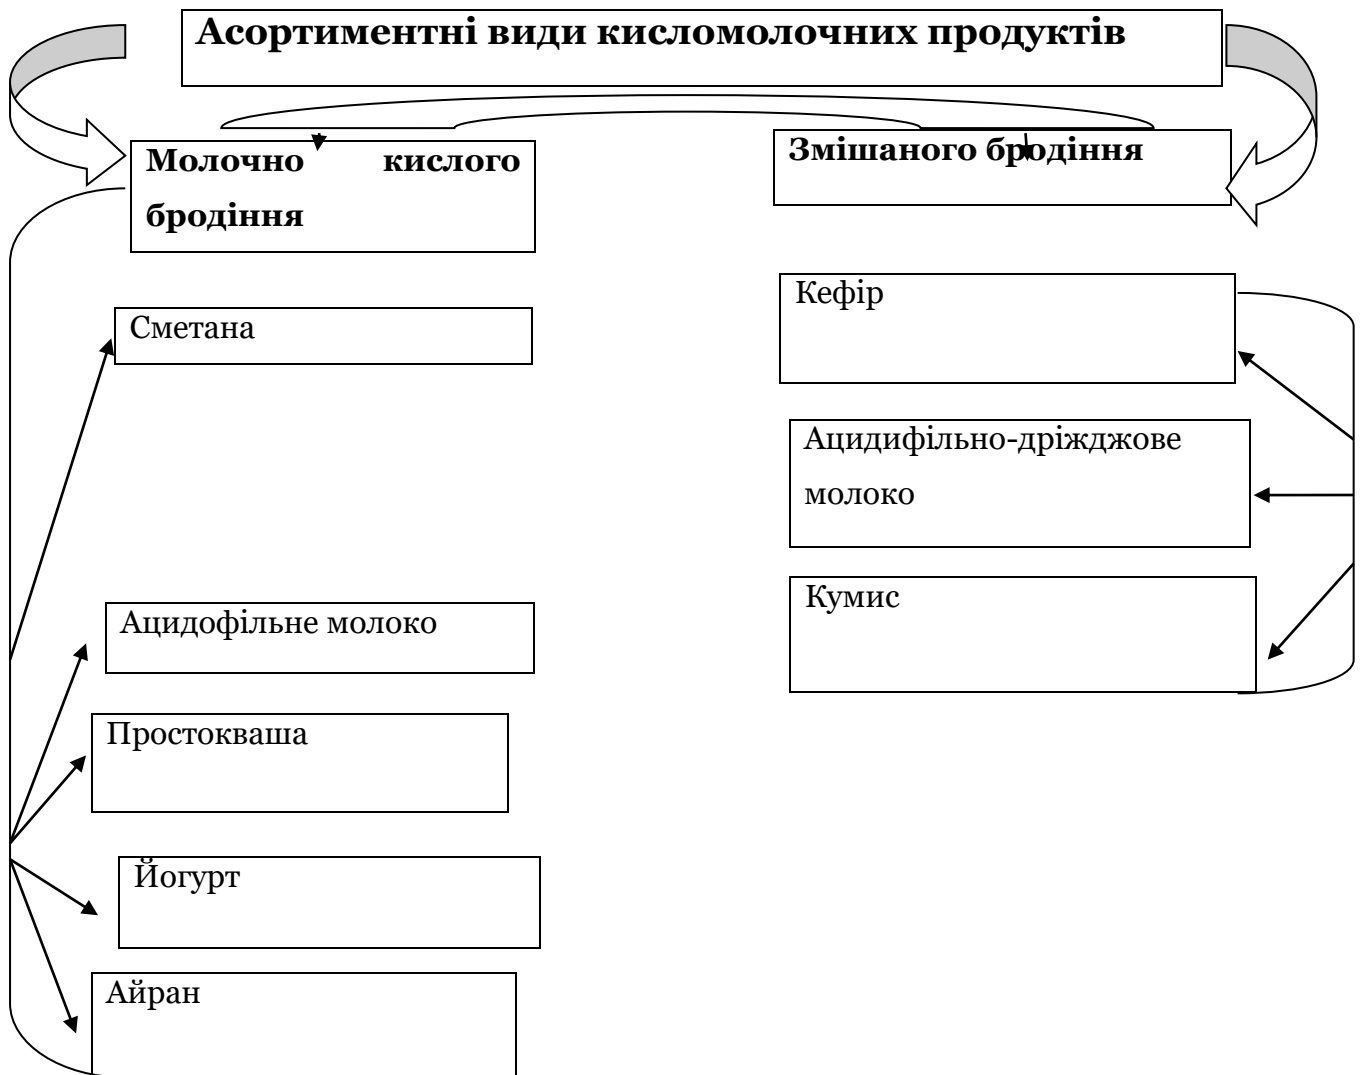 Асортиментні види кисломолочних продуктів
Молочно кислого
бродіння
Змішаного бродіння
Сметана
Ацидофільне молоко
Простокваша
Йогурт
Айран
Кефір
Ацидифільно-дріжджове
молоко
Кумис